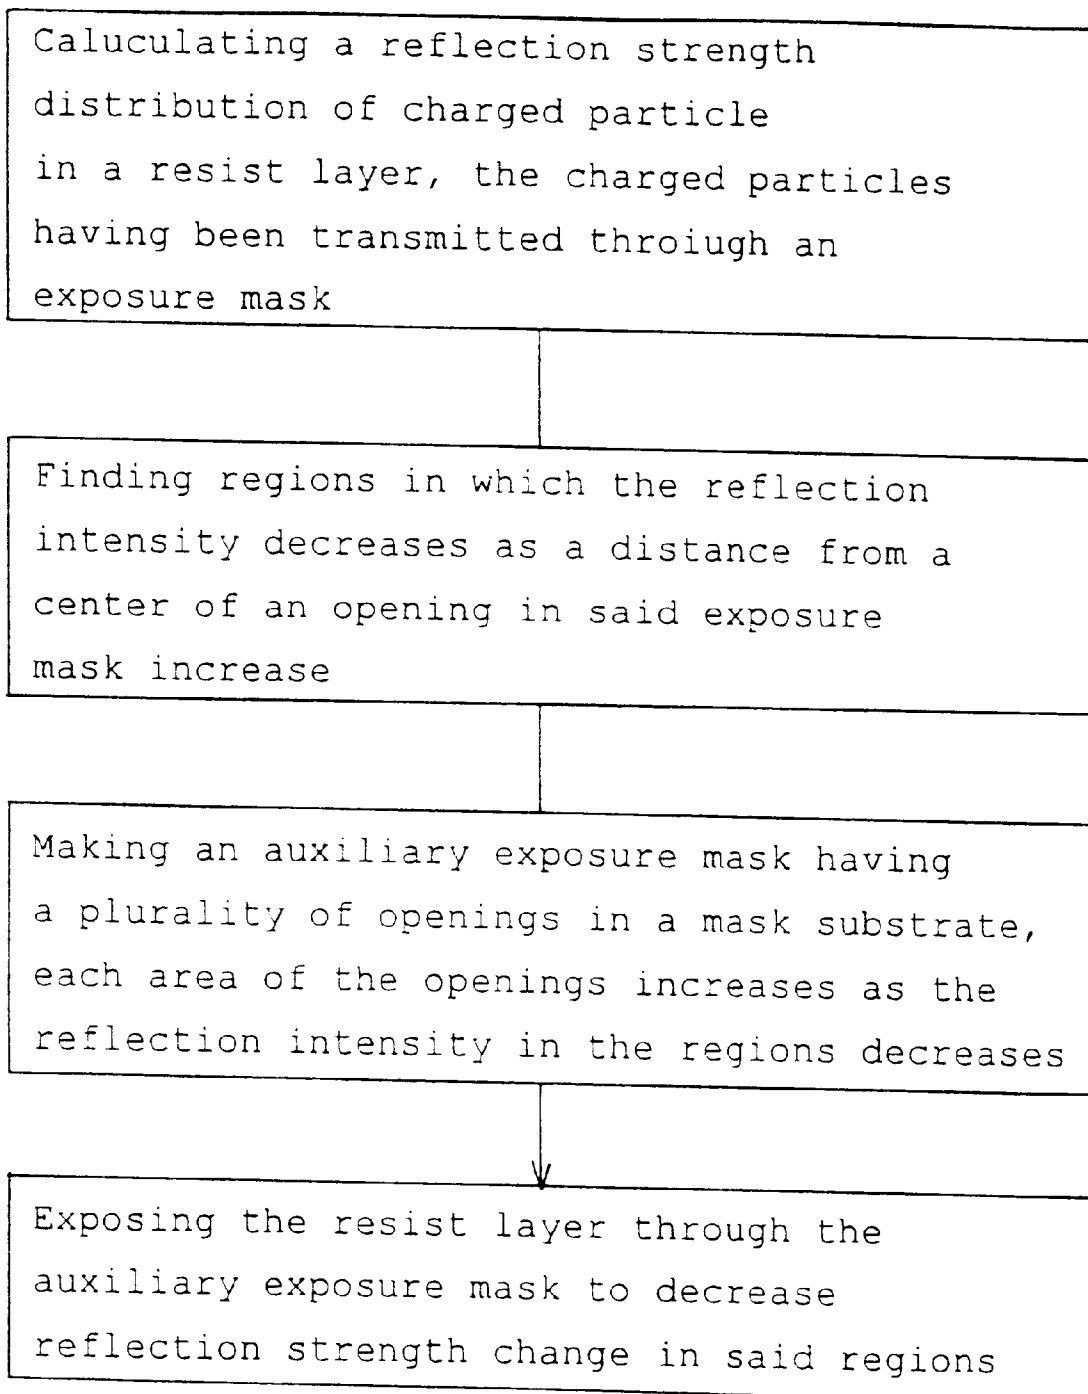 Caluculating a reflection strength
distribution of charged particle
in a resist layer, the charged particles
having been transmitted throiugh an
exposure mask
Finding regions in which the reflection
intensity decreases as a distance from a
center of an opening in said exposure
mask increase
Making an auxiliary exposure mask having
a plurality of openings in a mask substrate,
each area of the openings increases as the
reflection intensity in the regions decreases
Exposing the resist layer through the
auxiliary exposure mask to decrease
reflection strength change in said regions